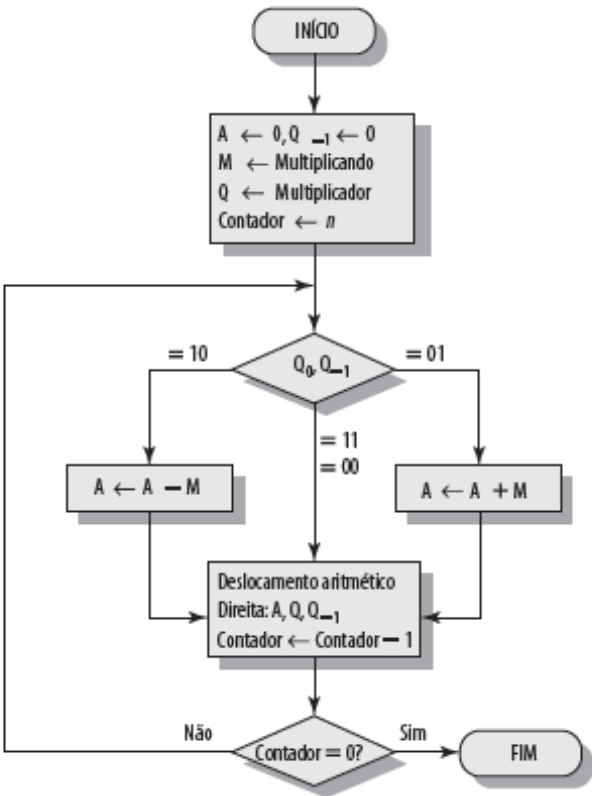 INÍCIO
A ← 0, Q₋₁ ← 0
M ← Multiplicando
Q ← Multiplicador
Contador ← n
= 10
Q₀, Q₋₁
= 01
= 11
= 00
A ← A − M
A ← A + M
Deslocamento aritmético
Direita: A, Q, Q₋₁
Contador ← Contador − 1
Não
Contador = 0?
Sim
FIM